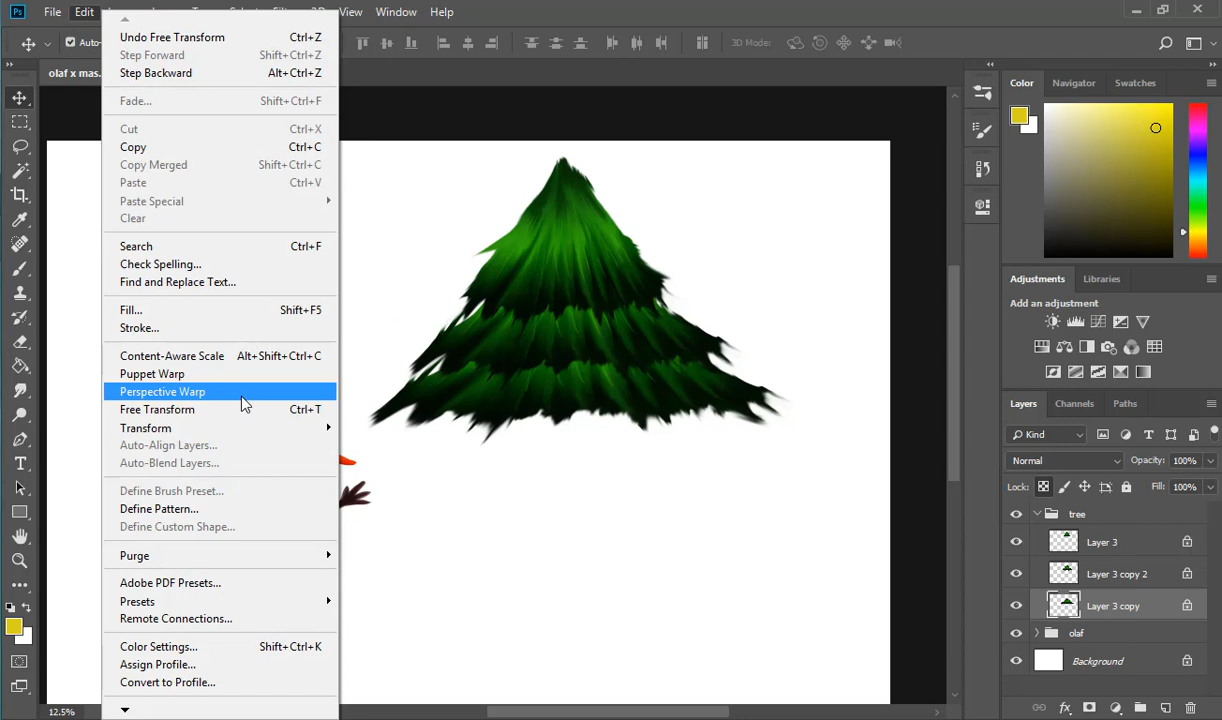 Ps File Edit View Window Help
Auto-
3D Mode:
olaf x mas.
Undo Free Transform Ctrl+Z
Step Forward Shift+Ctrl+Z
Step Backward Alt+Ctrl+Z
Fade... Shift+Ctrl+F
Cut Ctrl+X
Copy Ctrl+C
Copy Merged Shift+Ctrl+C
Paste Ctrl+V
Paste Special
Clear
Search Ctrl+F
Check Spelling...
Find and Replace Text...
Fill... Shift+F5
Stroke...
Content-Aware Scale Alt+Shift+Ctrl+C
Puppet Warp
Perspective Warp
Free Transform Ctrl+T
Transform
Auto-Align Layers...
Auto-Blend Layers...
Define Brush Preset...
Define Pattern...
Define Custom Shape...
Purge
Adobe PDF Presets...
Presets
Remote Connections...
Color Settings... Shift+Ctrl+K
Assign Profile...
Convert to Profile...
12.5%
Color Navigator Swatches
Adjustments Libraries
Add an adjustment
Layers Channels Paths
Kind
Normal Opacity: 100%
Lock: Fill: 100%
tree
Layer 3
Layer 3 copy 2
Layer 3 copy
olaf
Background